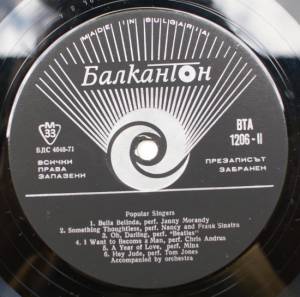 MADE IN BULGARIA
Балкантон
M
33
БДС 4040-71
ВСИЧКИ
ПРАВА
ЗАПАЗЕНИ
ВТА
1206-II
ПРЕЗАПИСЪТ
ЗАБРАНЕН
Popular Singers
1. Bella Belinda, perf. Janny Morandy
2. Something Thoughtless, perf. Nancy and Frank Sinatra
3. Oh, Darling, perf. "Beatles"
4. I Want to Become a Man, perf. Chris Andrus
5. A Year of Love, perf. Mina
6. Hey Jude, perf. Tom Jones
Accompanied by orchestra